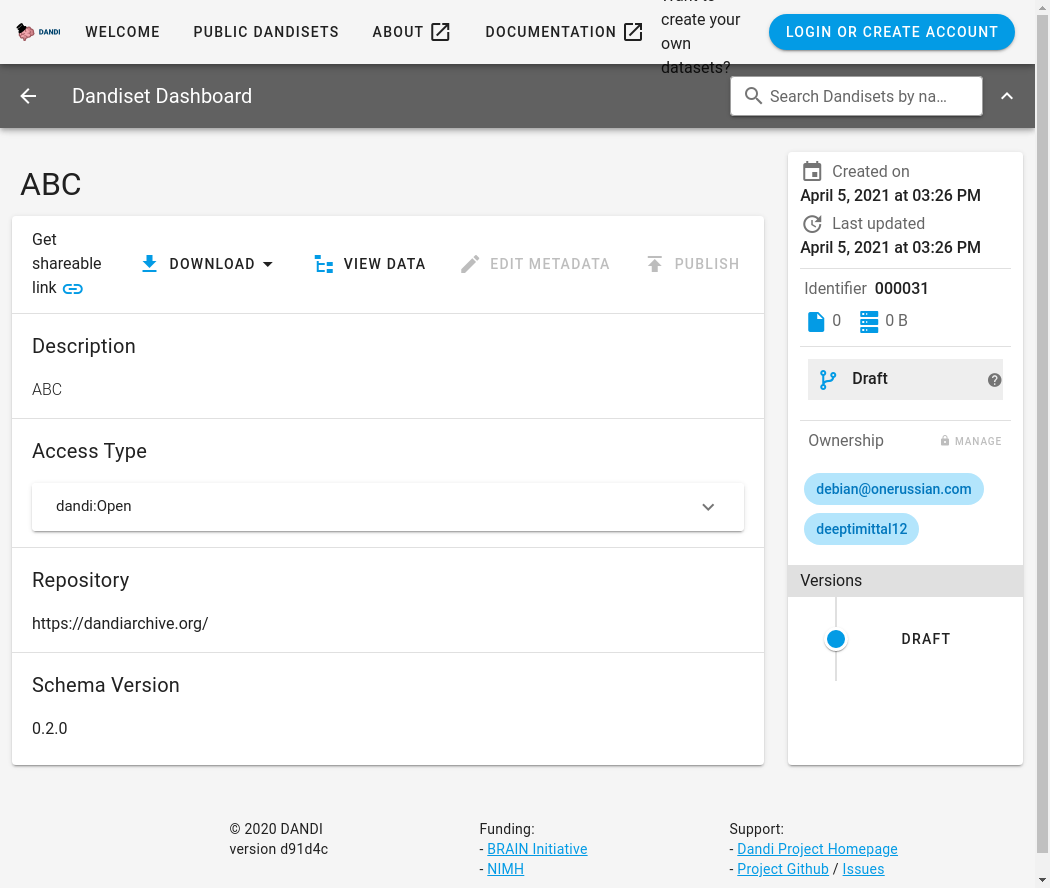 DANDI
WELCOME
PUBLIC DANDISETS
ABOUT
DOCUMENTATION
create your
own
datasets?
LOGIN OR CREATE ACCOUNT
Dandiset Dashboard
Search Dandisets by na…
ABC
Get
shareable
link
DOWNLOAD
VIEW DATA
EDIT METADATA
PUBLISH
Description
ABC
Access Type
dandi:Open
Repository
https://dandiarchive.org/
Schema Version
0.2.0
Created on
April 5, 2021 at 03:26 PM
Last updated
April 5, 2021 at 03:26 PM
Identifier 000031
0 0 B
Draft
Ownership MANAGE
debian@onerussian.com
deeptimittal12
Versions
DRAFT
© 2020 DANDI
version d91d4c
Funding:
- BRAIN Initiative
- NIMH
Support:
- Dandi Project Homepage
- Project Github / Issues